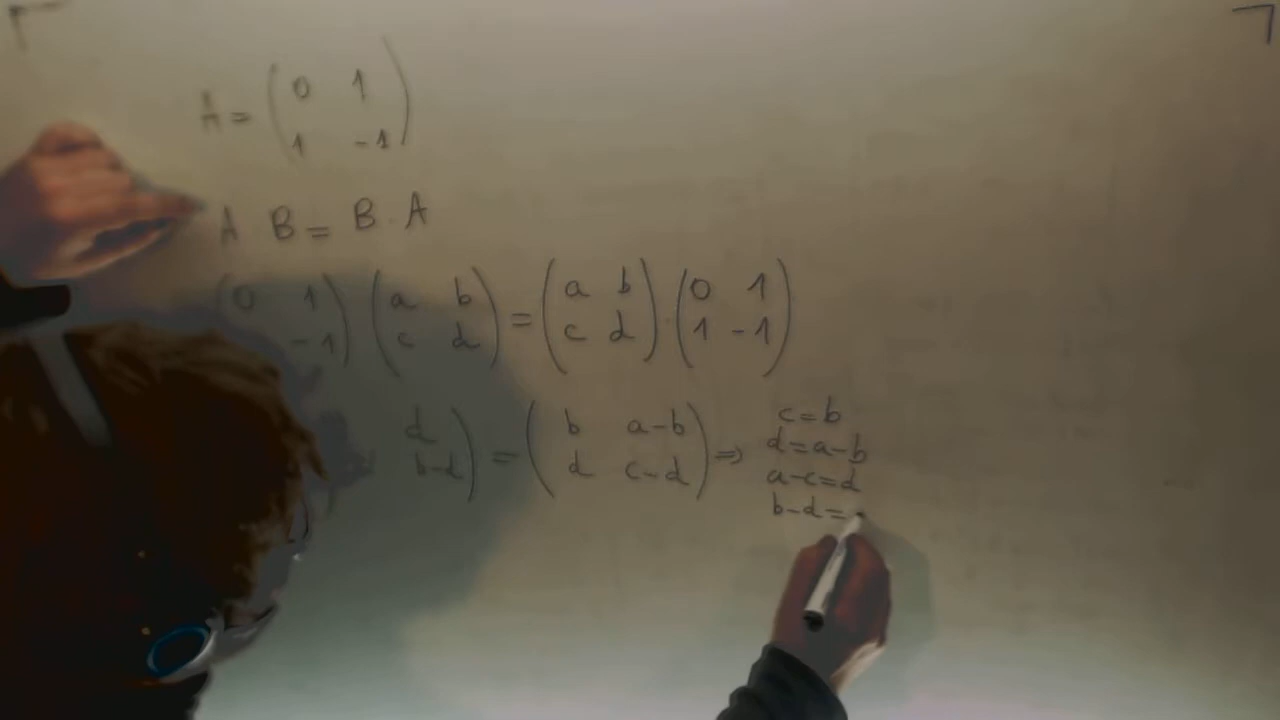 A = ( 0 1
1 -1 )
A B = B · A
( 0 1 ) ( a b ) = ( a b ) · ( 0 1 )
-1 ) ( c d ) ( c d ) ( 1 -1 )
d ) = ( b a-b ) ⇒ c=b
b-d ) ( d c-d ) d=a-b
a-c=d
b-d=